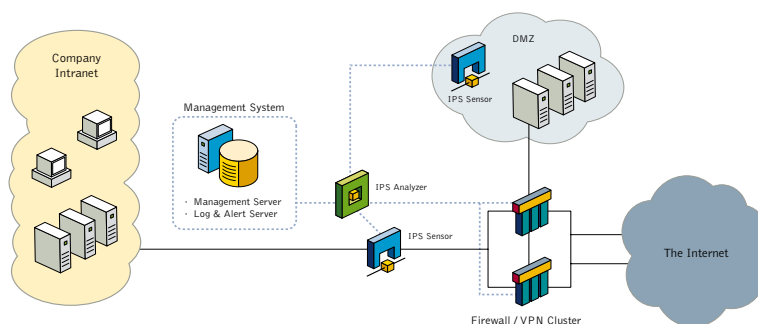 Company
Intranet
DMZ
IPS Sensor
Management System
· Management Server
· Log & Alert Server
IPS Analyzer
IPS Sensor
The Internet
Firewall / VPN Cluster